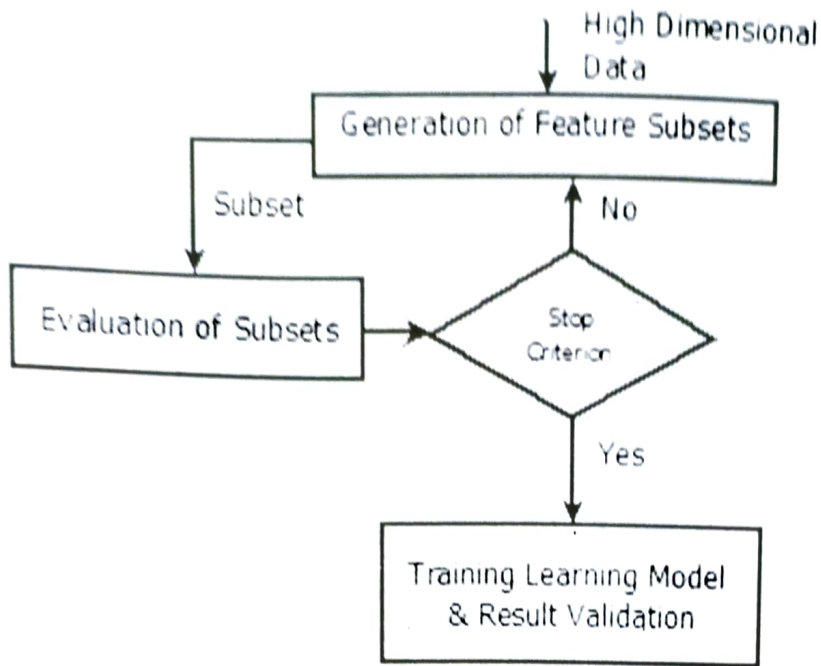 High Dimensional
Data
Generation of Feature Subsets
Subset
No
Evaluation of Subsets
Stop
Criterion
Yes
Training Learning Model
& Result Validation